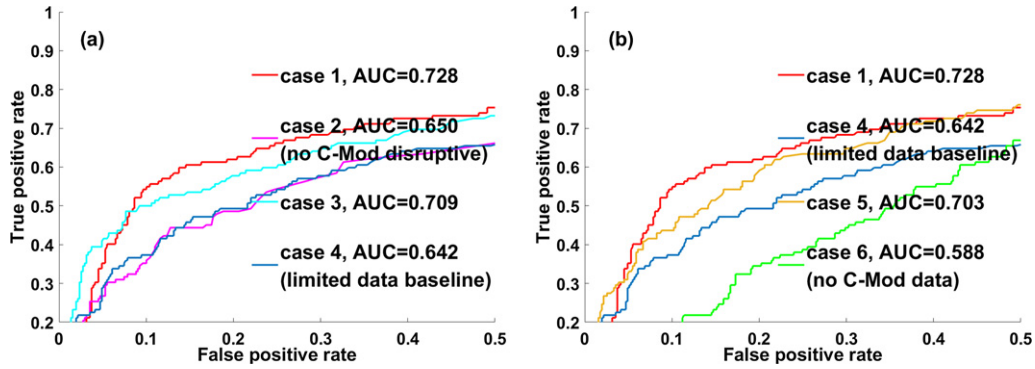 (a)
True positive rate
1
0.9
0.8
0.7
0.6
0.5
0.4
0.3
0.2
case 1, AUC=0.728
case 2, AUC=0.650
(no C-Mod disruptive)
case 3, AUC=0.709
case 4, AUC=0.642
(limited data baseline)
0 0.1 0.2 0.3 0.4 0.5
False positive rate
(b)
True positive rate
1
0.9
0.8
0.7
0.6
0.5
0.4
0.3
0.2
case 1, AUC=0.728
case 4, AUC=0.642
(limited data baseline)
case 5, AUC=0.703
case 6, AUC=0.588
(no C-Mod data)
0 0.1 0.2 0.3 0.4 0.5
False positive rate